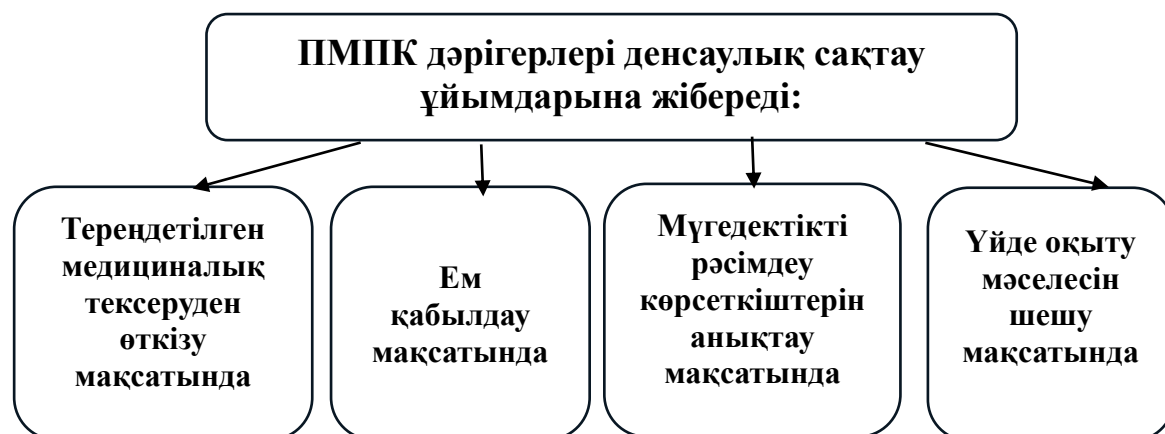 ПМПК дәрігерлері денсаулық сақтау
ұйымдарына жібереді:
Тереңдетілген
медициналық
тексеруден
өткізу
мақсатында
Ем
қабылдау
мақсатында
Мүгедектікті
рәсімдеу
көрсеткіштерін
анықтау
мақсатында
Үйде оқыту
мәселесін
шешу
мақсатында